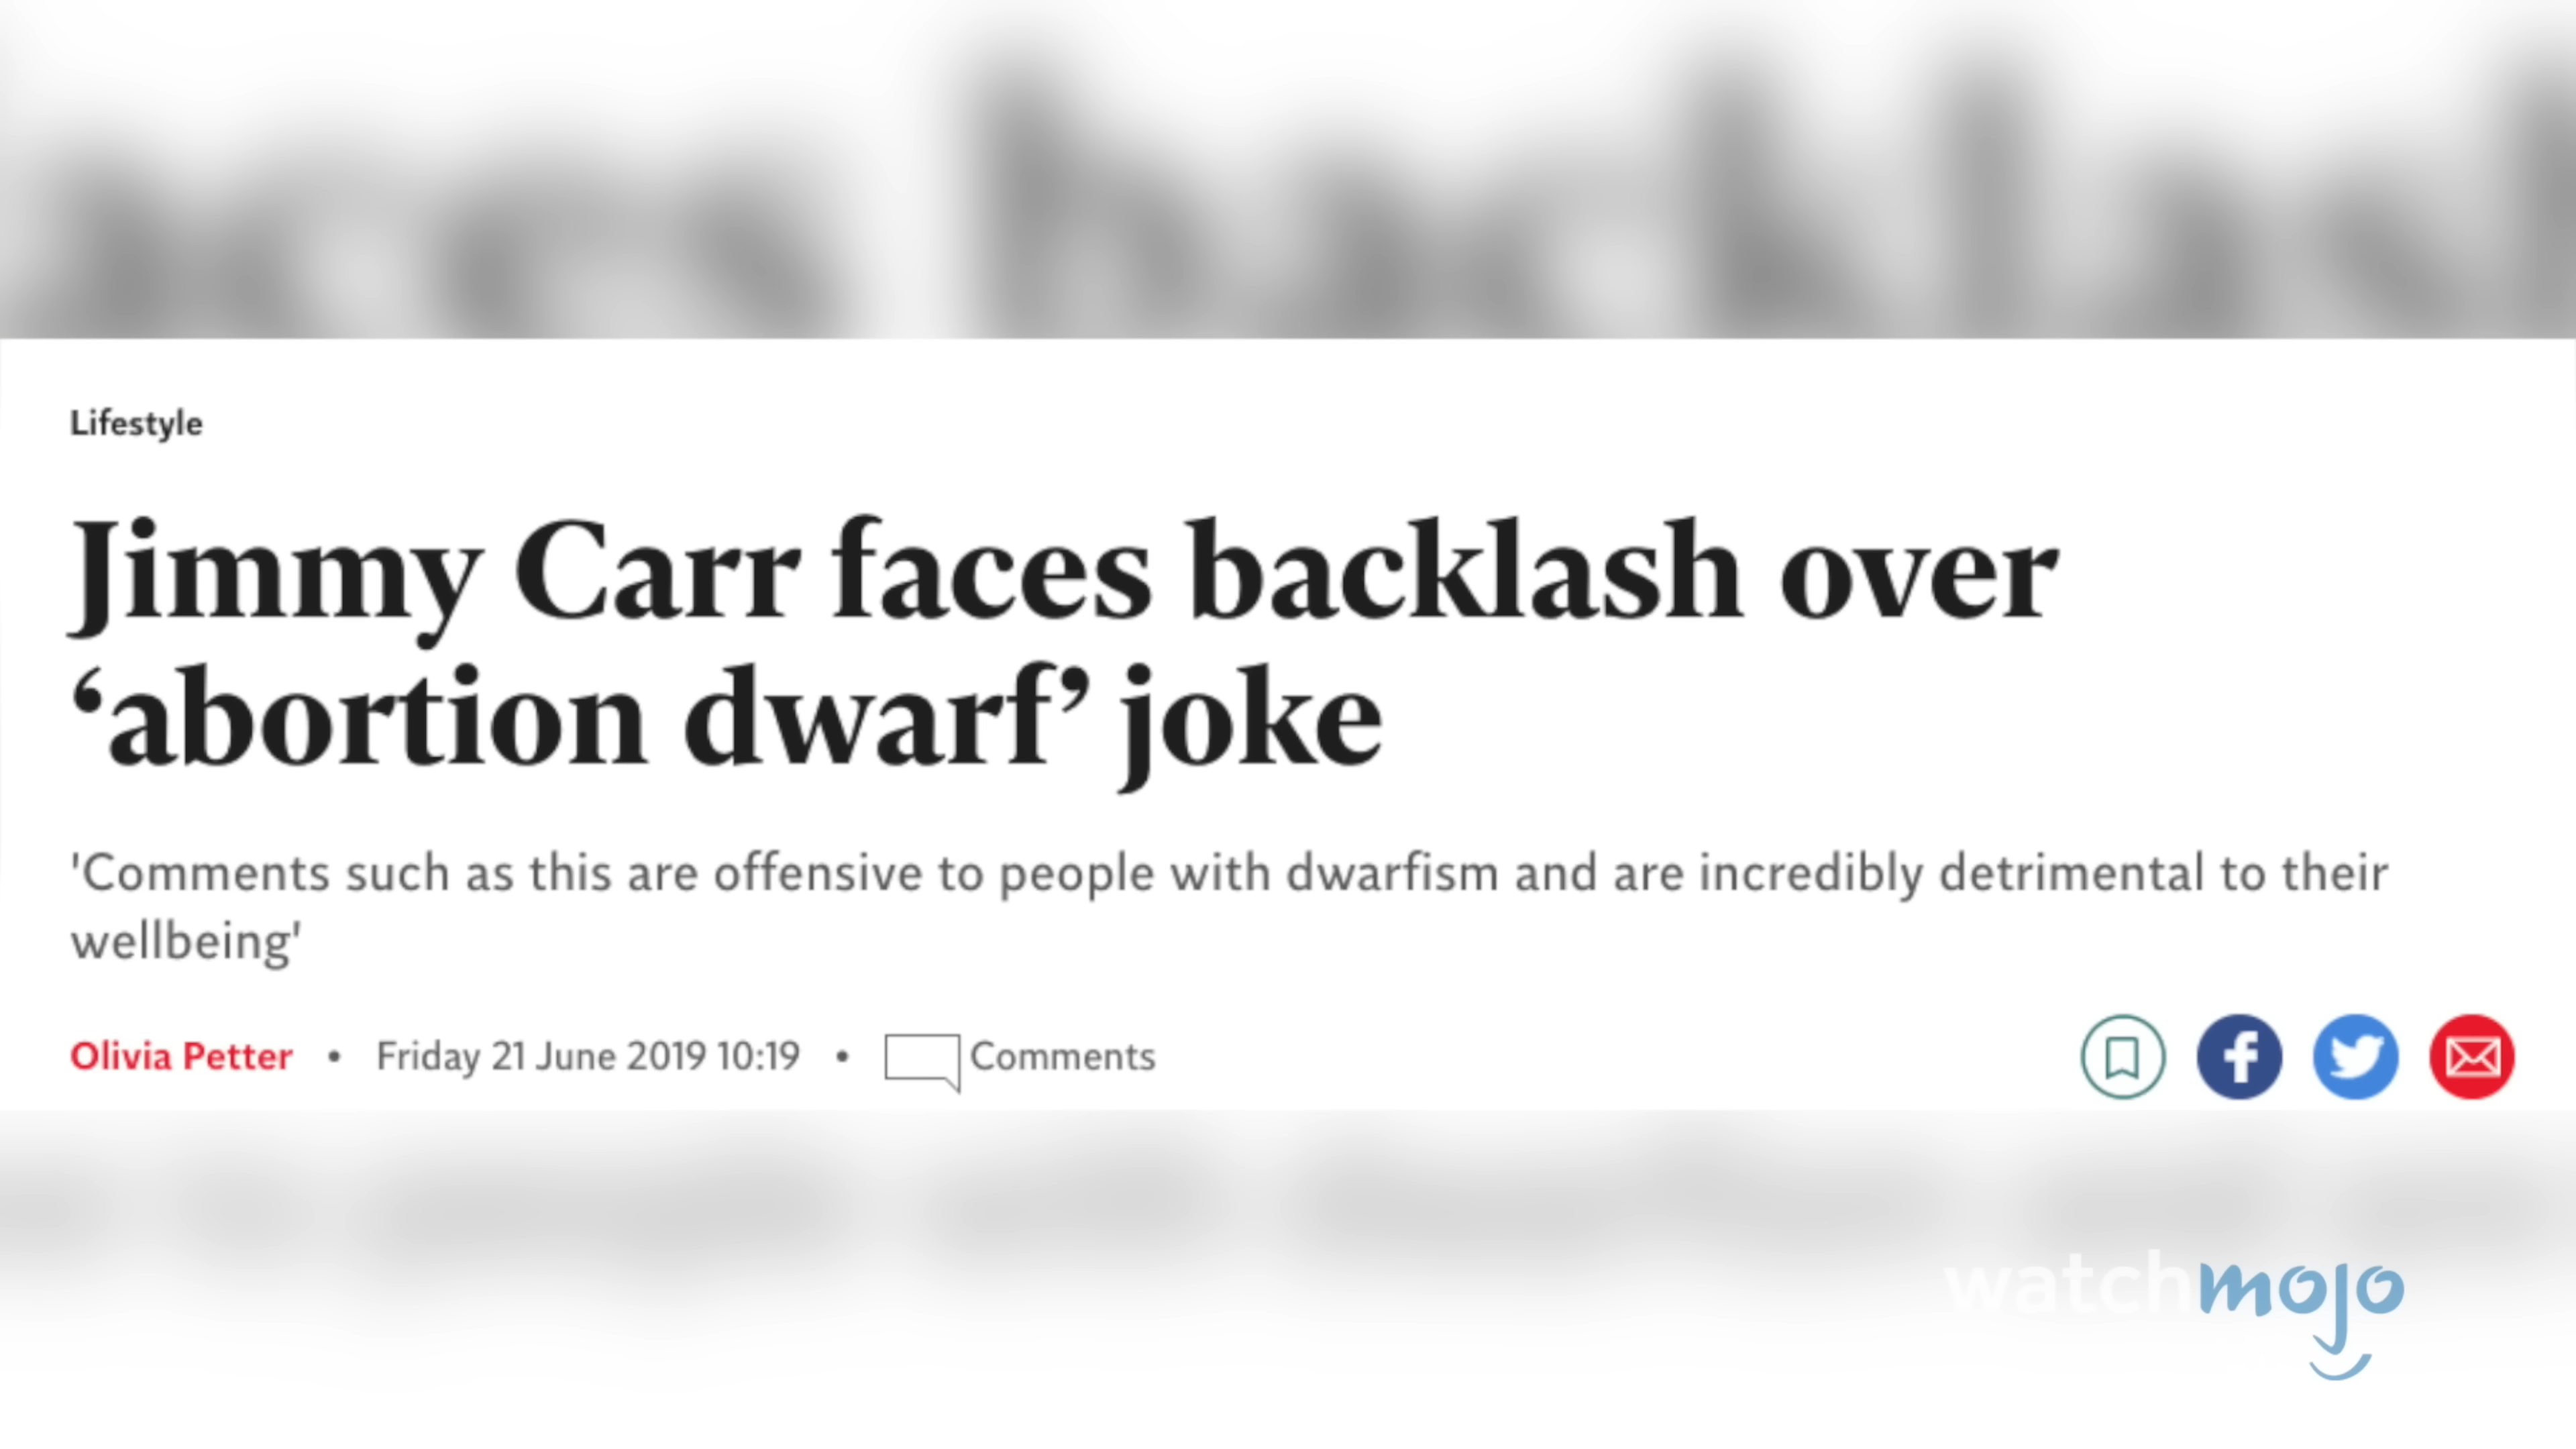 Lifestyle
Jimmy Carr faces backlash over
‘abortion dwarf’ joke
'Comments such as this are offensive to people with dwarfism and are incredibly detrimental to their
wellbeing'
Olivia Petter • Friday 21 June 2019 10:19 • Comments
watchmojo